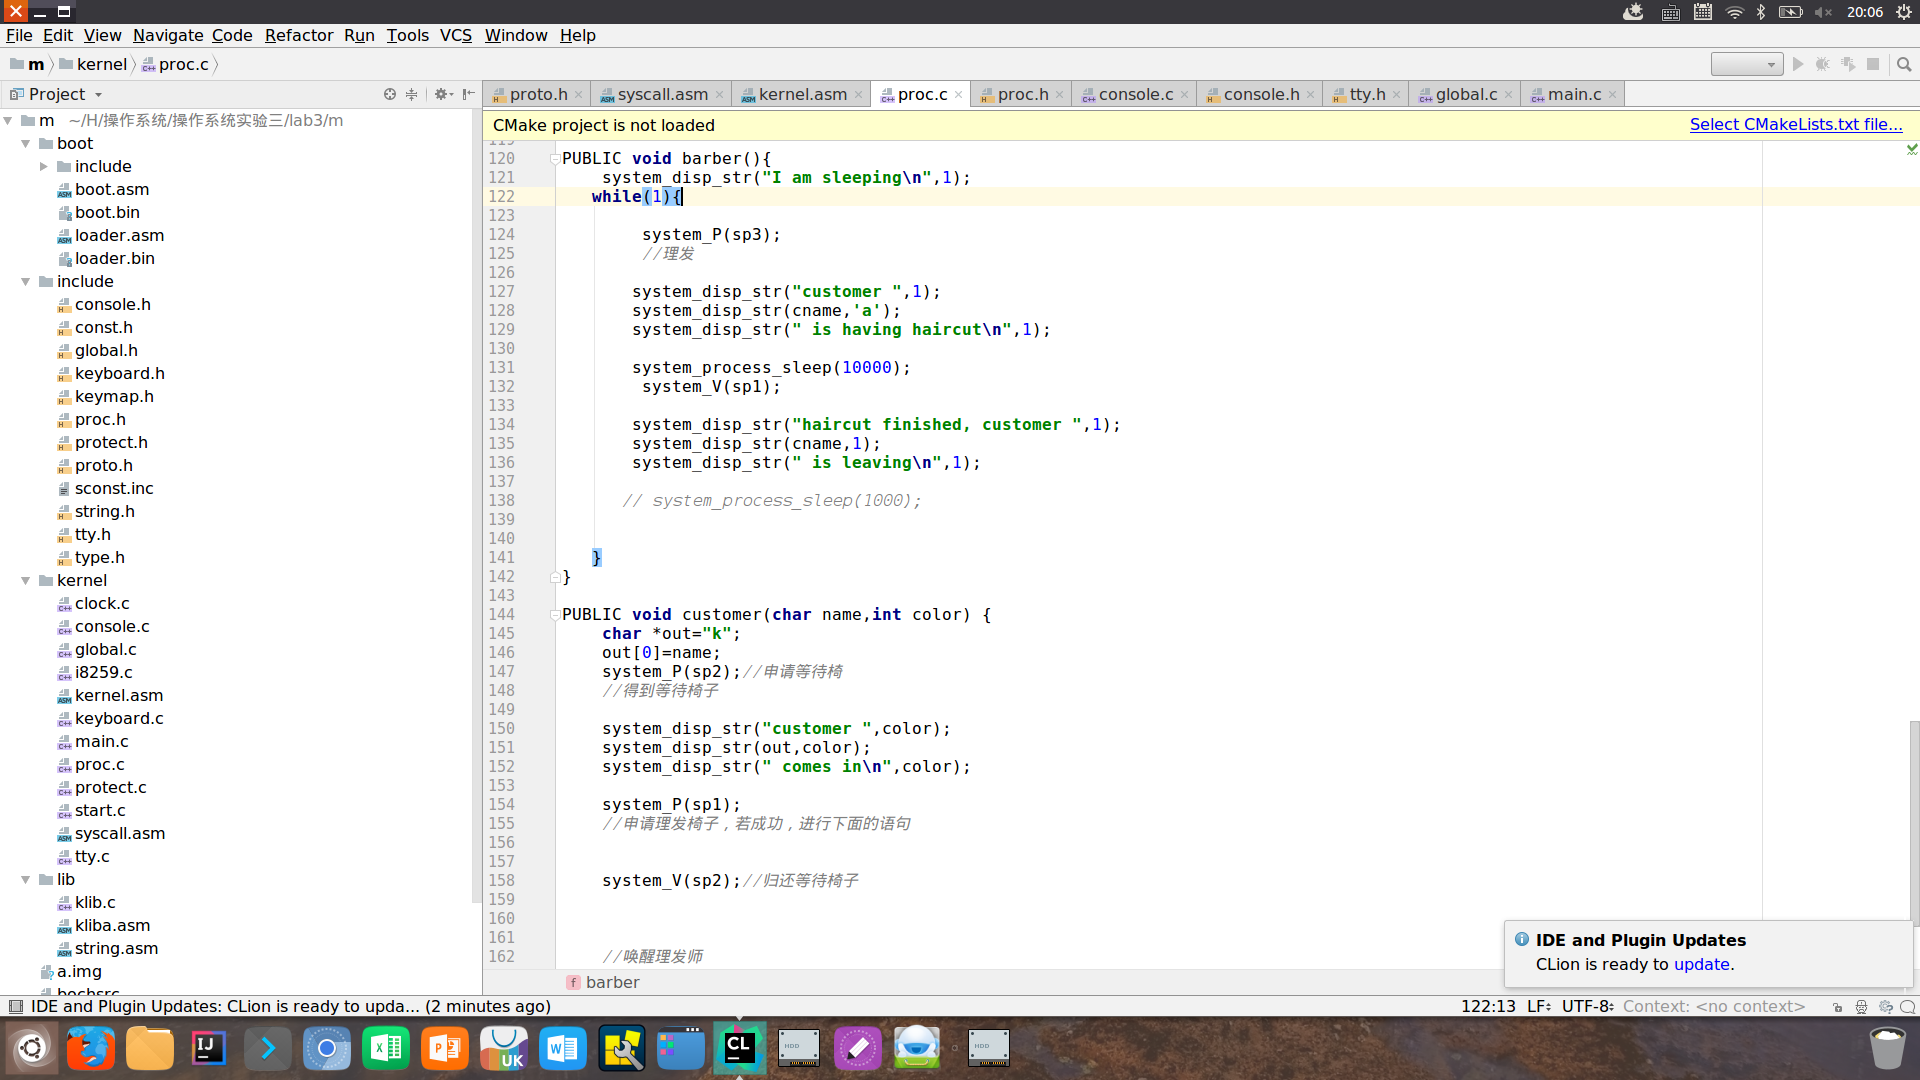 20:06
File Edit View Navigate Code Refactor Run Tools VCS Window Help
m kernel proc.c
Project
proto.h syscall.asm kernel.asm proc.c proc.h console.c console.h tty.h global.c main.c
CMake project is not loaded Select CMakeLists.txt file...
m ~/H/操作系统/操作系统实验三/lab3/m
boot
include
boot.asm
boot.bin
loader.asm
loader.bin
include
console.h
const.h
global.h
keyboard.h
keymap.h
proc.h
protect.h
proto.h
sconst.inc
string.h
tty.h
type.h
kernel
clock.c
console.c
global.c
i8259.c
kernel.asm
keyboard.c
main.c
proc.c
protect.c
start.c
syscall.asm
tty.c
lib
klib.c
kliba.asm
string.asm
a.img
bochsrc
119
120 PUBLIC void barber(){
121 system_disp_str("I am sleeping\n",1);
122 while(1){
123
124 system_P(sp3);
125 //理发
126
127 system_disp_str("customer ",1);
128 system_disp_str(cname,'a');
129 system_disp_str(" is having haircut\n",1);
130
131 system_process_sleep(10000);
132 system_V(sp1);
133
134 system_disp_str("haircut finished, customer ",1);
135 system_disp_str(cname,1);
136 system_disp_str(" is leaving\n",1);
137
138 // system_process_sleep(1000);
139
140
141 }
142 }
143
144 PUBLIC void customer(char name,int color) {
145 char *out="k";
146 out[0]=name;
147 system_P(sp2);//申请等待椅
148 //得到等待椅子
149
150 system_disp_str("customer ",color);
151 system_disp_str(out,color);
152 system_disp_str(" comes in\n",color);
153
154 system_P(sp1);
155 //申请理发椅子，若成功，进行下面的语句
156
157
158 system_V(sp2);//归还等待椅子
159
160
161
162 //唤醒理发师
f barber
IDE and Plugin Updates
CLion is ready to update.
IDE and Plugin Updates: CLion is ready to upda... (2 minutes ago) 122:13 LF UTF-8 Context: <no context>
IJ
UK
W
CL
HDD
HDD